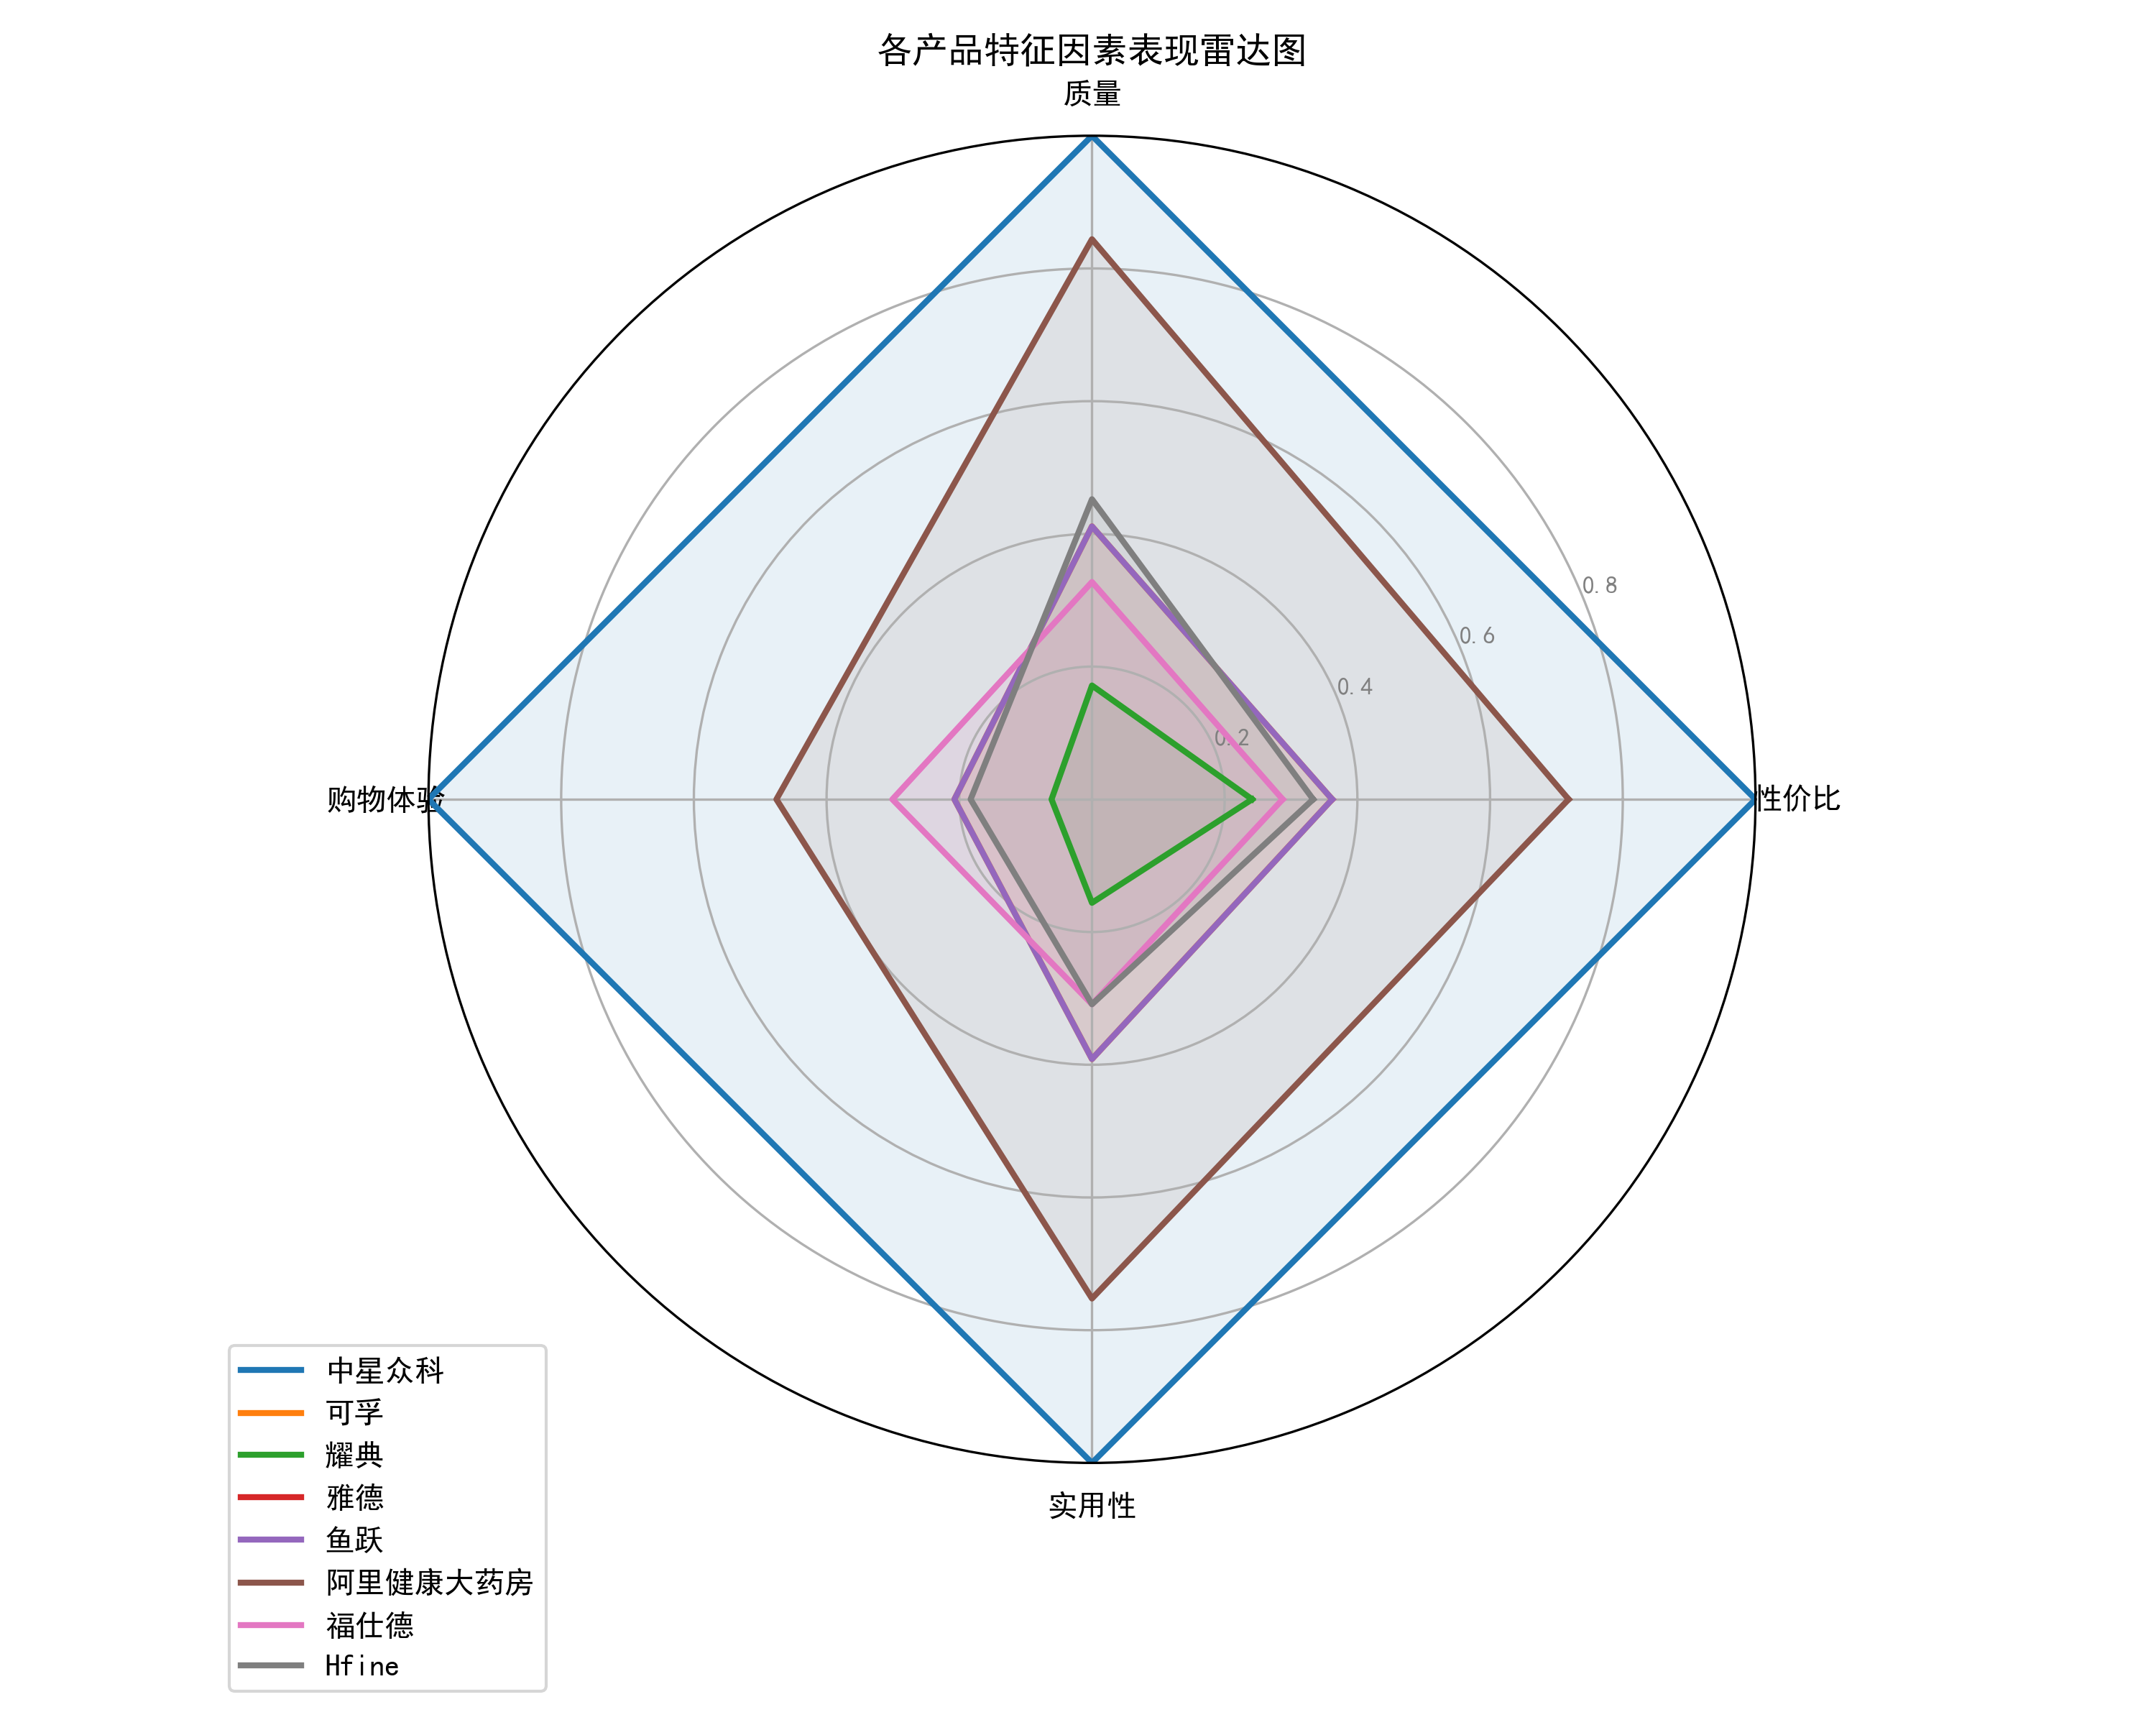 各产品特征因素表现雷达图
质量
0.8
0.6
0.4
0.2
购物体验
性价比
实用性
中星众科
可孚
耀典
雅德
鱼跃
阿里健康大药房
福仕德
Hfine